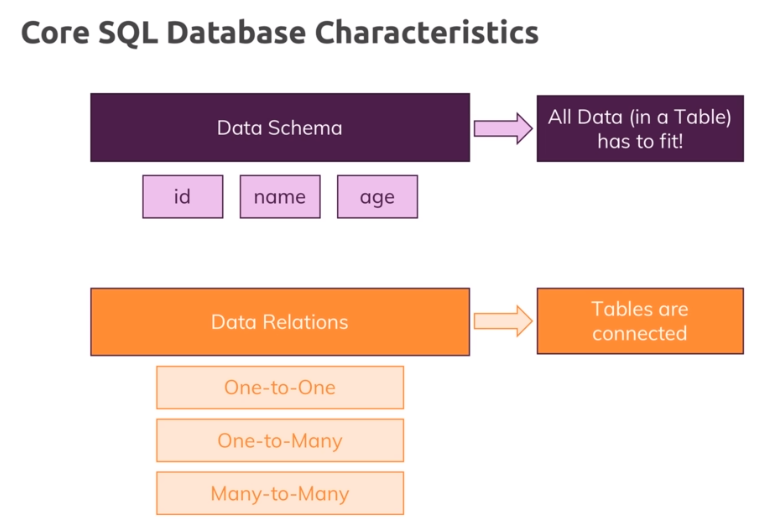 Core SQL Database Characteristics
Data Schema
All Data (in a Table)
has to fit!
id
name
age
Data Relations
Tables are
connected
One-to-One
One-to-Many
Many-to-Many